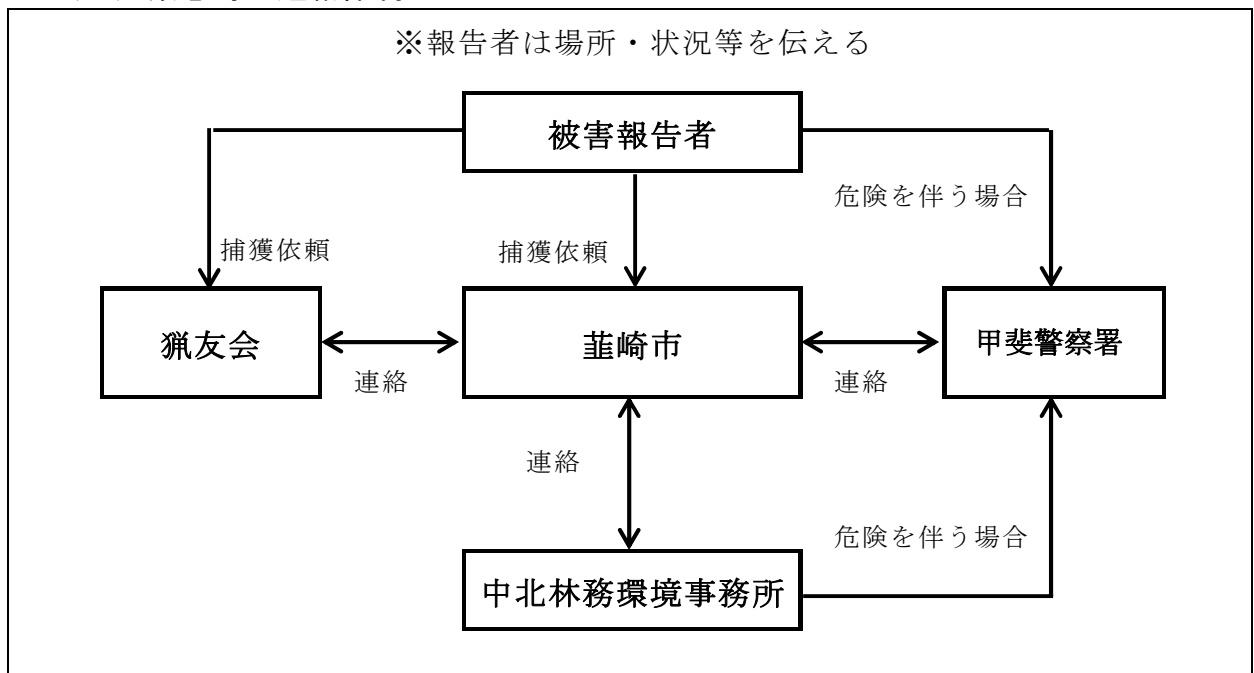 ※報告者は場所・状況等を伝える
被害報告者
危険を伴う場合
捕獲依頼
捕獲依頼
猟友会
韮崎市
甲斐警察署
連絡
連絡
連絡
危険を伴う場合
中北林務環境事務所